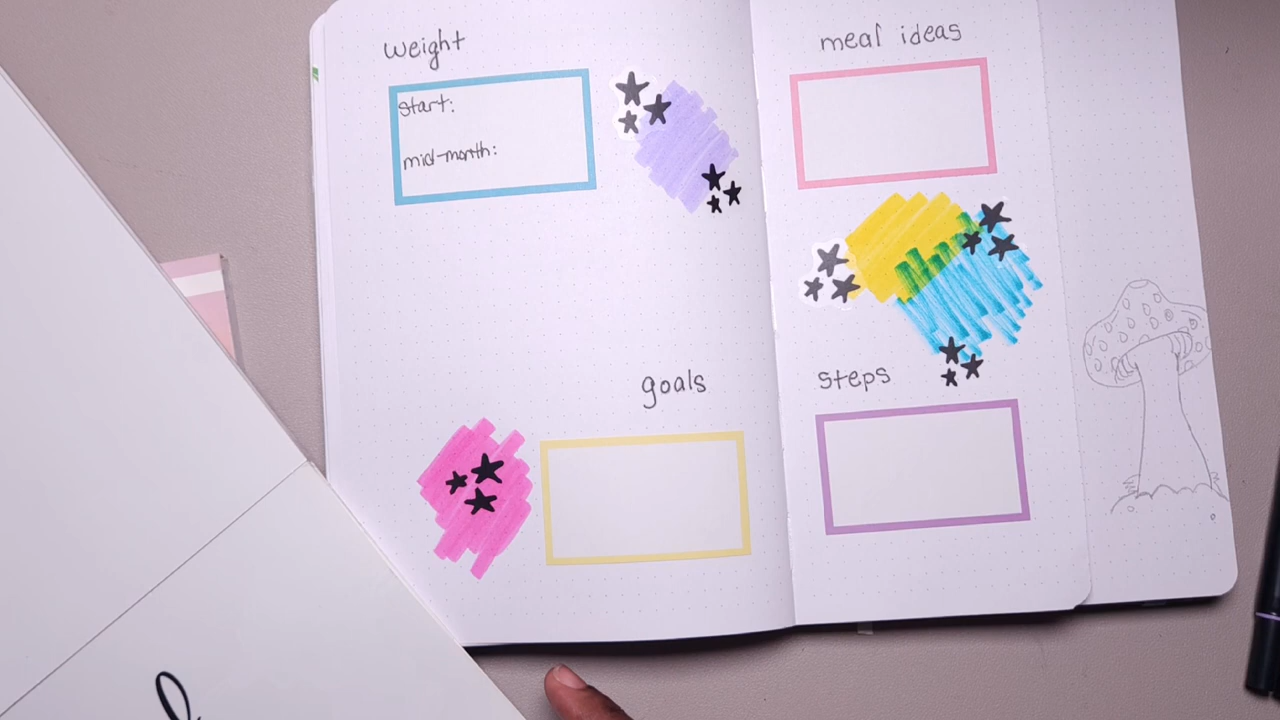 weight
start:
mid-month:
goals
meal ideas
steps